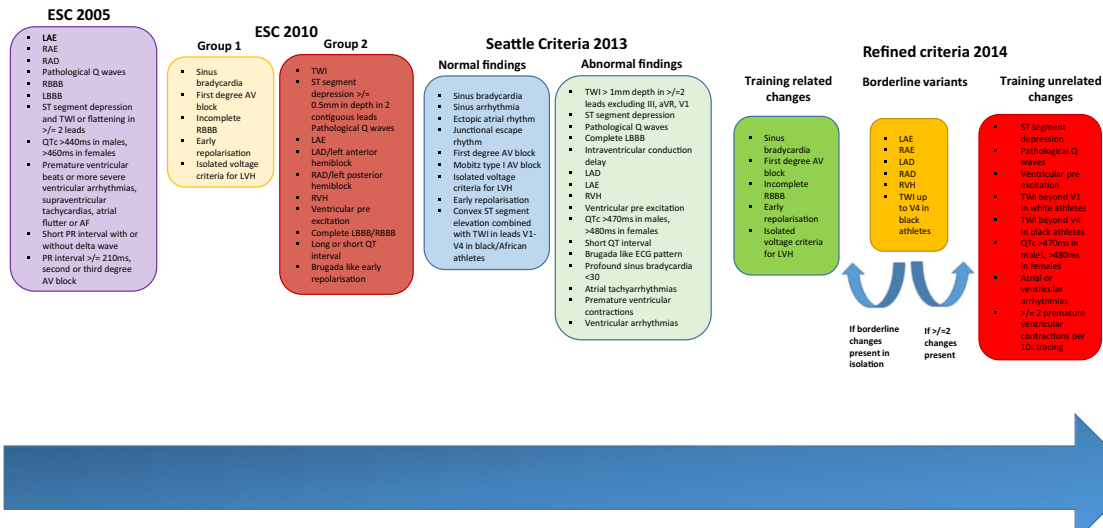 ESC 2005
LAE
RAE
RAD
Pathological Q waves
RBBB
LBBB
ST segment depression
and TWI or flattening in
>/= 2 leads
QTc >440ms in males,
>460ms in females
Premature ventricular
beats or more severe
ventricular arrhythmias,
supraventricular
tachycardias, atrial
flutter or AF
Short PR interval with or
without delta wave
PR interval >/= 210ms,
second or third degree
AV block
ESC 2010
Group 1
Sinus
bradycardia
First degree AV
block
Incomplete
RBBB
Early
repolarisation
Isolated voltage
criteria for LVH
Group 2
TWI
ST segment
depression >/=
0.5mm in depth in 2
contiguous leads
Pathological Q waves
LAE
LAD/left anterior
hemiblock
RAD/left posterior
hemiblock
RVH
Ventricular pre
excitation
Complete LBBB/RBBB
Long or short QT
interval
Brugada like early
repolarisation
Seattle Criteria 2013
Normal findings
Sinus bradycardia
Sinus arrythmia
Ectopic atrial rhythm
Junctional escape
rhythm
First degree AV block
Mobitz type I AV block
Isolated voltage
criteria for LVH
Early repolarisation
Convex ST segment
elevation combined
with TWI in leads V1-
V4 in black/African
athletes
Abnormal findings
TWI > 1mm depth in >/=2
leads excluding III, aVR, V1
ST segment depression
Pathological Q waves
Complete LBBB
Intraventricular conduction
delay
LAD
LAE
RVH
Ventricular pre excitation
QTc >470ms in males,
>480ms in females
Short QT interval
Brugada like ECG pattern
Profound sinus bradycardia
<30
Atrial tachyarrhythmias
Premature ventricular
contractions
Ventricular arrhythmias
Refined criteria 2014
Training related
changes
Sinus
bradycardia
First degree AV
block
Incomplete
RBBB
Early
repolarisation
Isolated
voltage criteria
for LVH
Borderline variants
LAE
RAE
LAD
RAD
RVH
TWI up
to V4 in
black
athletes
If borderline
changes
present in
isolation
If >/=2
changes
present
Training unrelated
changes
ST segment
depression
Pathological Q
waves
Ventricular pre
excitation
TWI beyond V1
in white athletes
TWI beyond V4
in black athletes
QTc >470ms in
males, >480ms
in females
Atrial or
ventricular
arrhythmias
>/= 2 premature
ventricular
contractions per
10s tracing